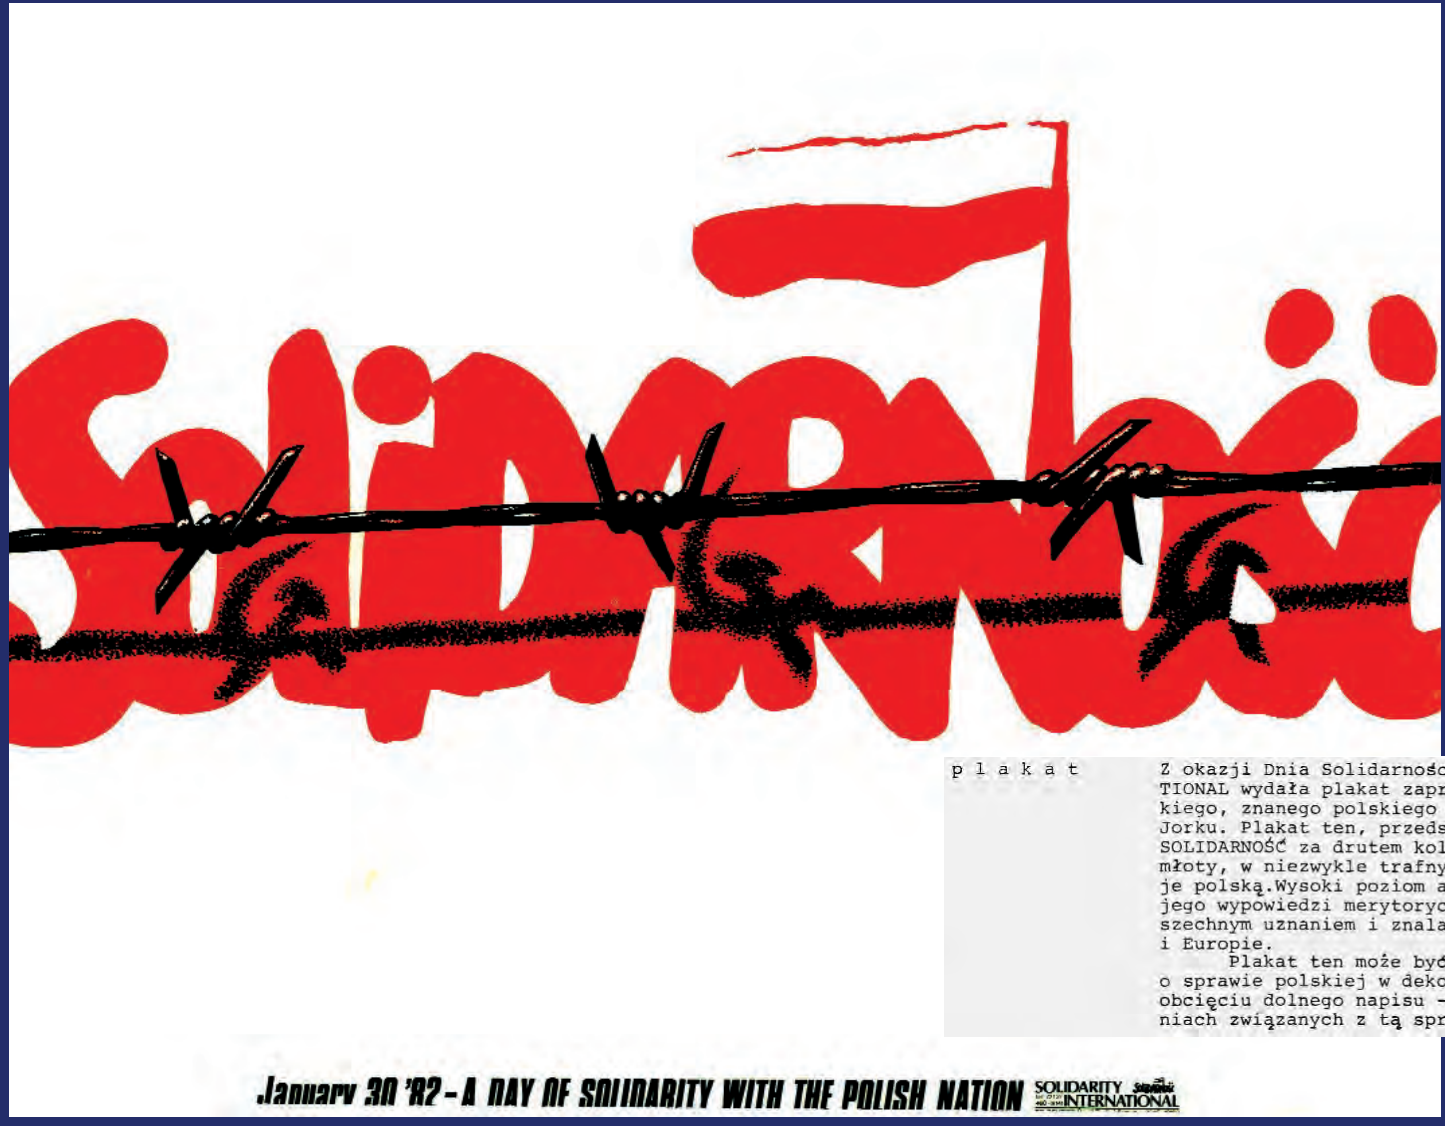 SOLIDARNOŚĆ
p l a k a t
Z okazji Dnia Solidarnośc
TIONAL wydała plakat zapr
kiego, znanego polskiego
Jorku. Plakat ten, przeds
SOLIDARNOŚĆ za drutem kol
młoty, w niezwykle trafny
je polską.Wysoki poziom a
jego wypowiedzi merytoryc
szechnym uznaniem i znala
i Europie.
Plakat ten może być
o sprawie polskiej w deko
obcięciu dolnego napisu -
niach związanych z tą spr
January 30 '82 - A DAY OF SOLIDARITY WITH THE POLISH NATION
SOLIDARITY
INTERNATIONAL